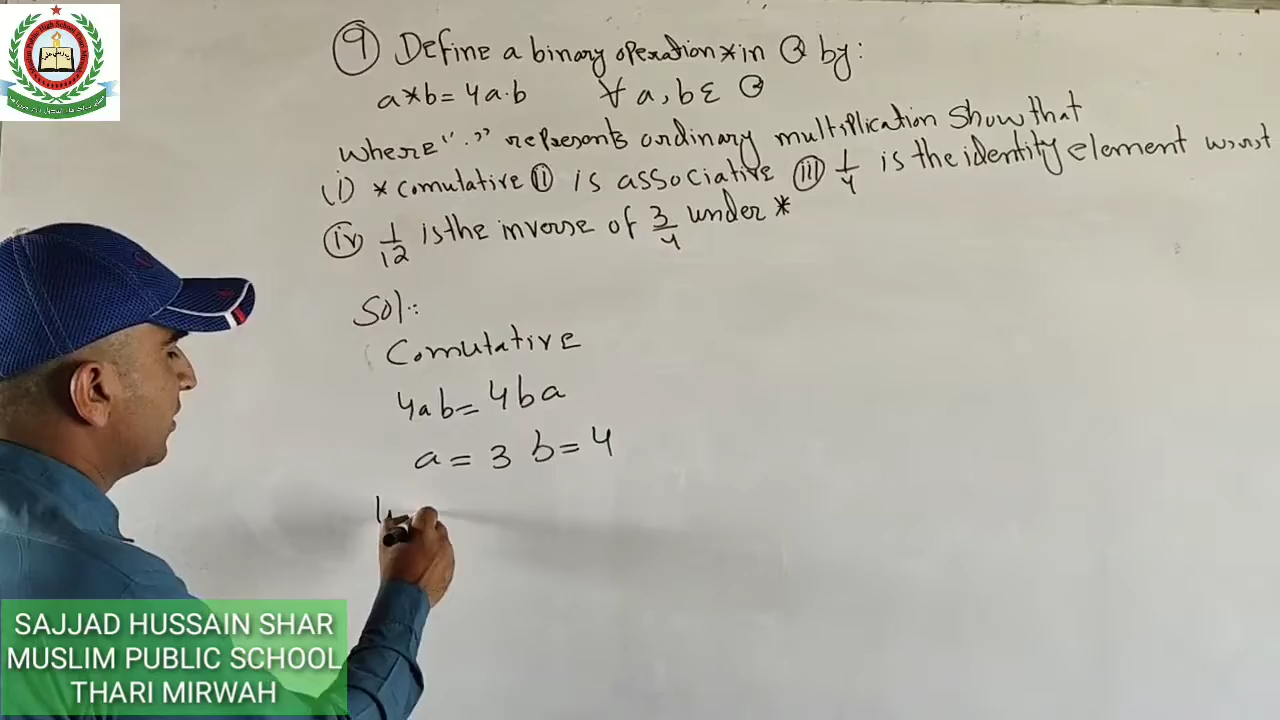 9 Define a binary operation * in Q by:
a*b = 4a.b ∀ a, b ε Q
where "." represents ordinary multiplication Show that
(i) * comutative (ii) is associative (iii) 1/4 is the identity element w.r.t
(iv) 1/12 is the inverse of 3/4 under *
Sol:
Comutative
4ab = 4ba
a = 3 b = 4
SAJJAD HUSSAIN SHAR
MUSLIM PUBLIC SCHOOL
THARI MIRWAH